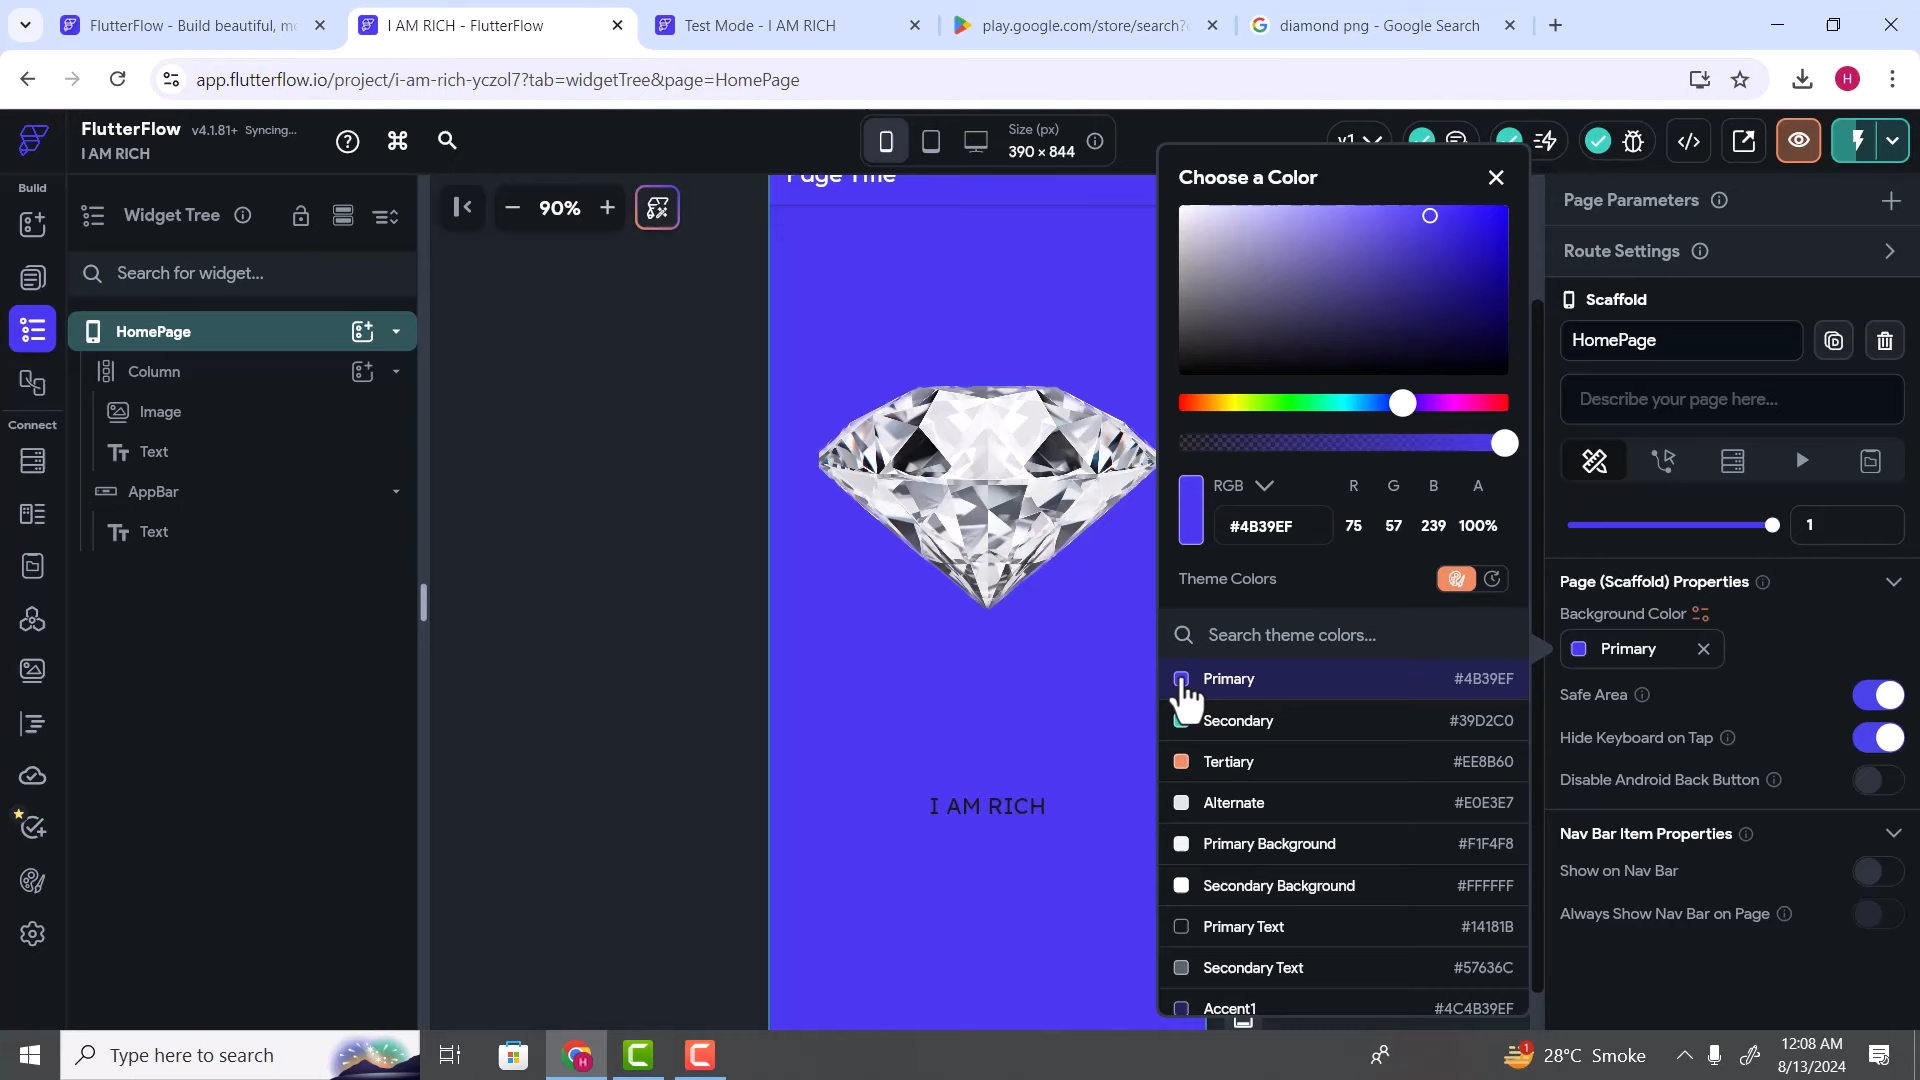 FlutterFlow - Build beautiful, mo
I AM RICH - FlutterFlow
Test Mode - I AM RICH
play.google.com/store/search?
diamond png - Google Search
app.flutterflow.io/project/i-am-rich-yczol7?tab=widgetTree&page=HomePage
H
FlutterFlow v4.1.81+ Syncing...
I AM RICH
Size (px)
390 × 844
v1
Build
Widget Tree
90%
Page Title
Search for widget...
HomePage
Column
Image
Text
AppBar
Text
Connect
I AM RICH
Choose a Color
RGB R G B A
#4B39EF 75 57 239 100%
Theme Colors
Search theme colors...
Primary #4B39EF
Secondary #39D2C0
Tertiary #EE8B60
Alternate #E0E3E7
Primary Background #F1F4F8
Secondary Background #FFFFFF
Primary Text #14181B
Secondary Text #57636C
Accent1 #4C4B39EF
Page Parameters
Route Settings
Scaffold
HomePage
Describe your page here...
1
Page (Scaffold) Properties
Background Color
Primary
Safe Area
Hide Keyboard on Tap
Disable Android Back Button
Nav Bar Item Properties
Show on Nav Bar
Always Show Nav Bar on Page
Type here to search
H
1
28°C Smoke
12:08 AM
8/13/2024